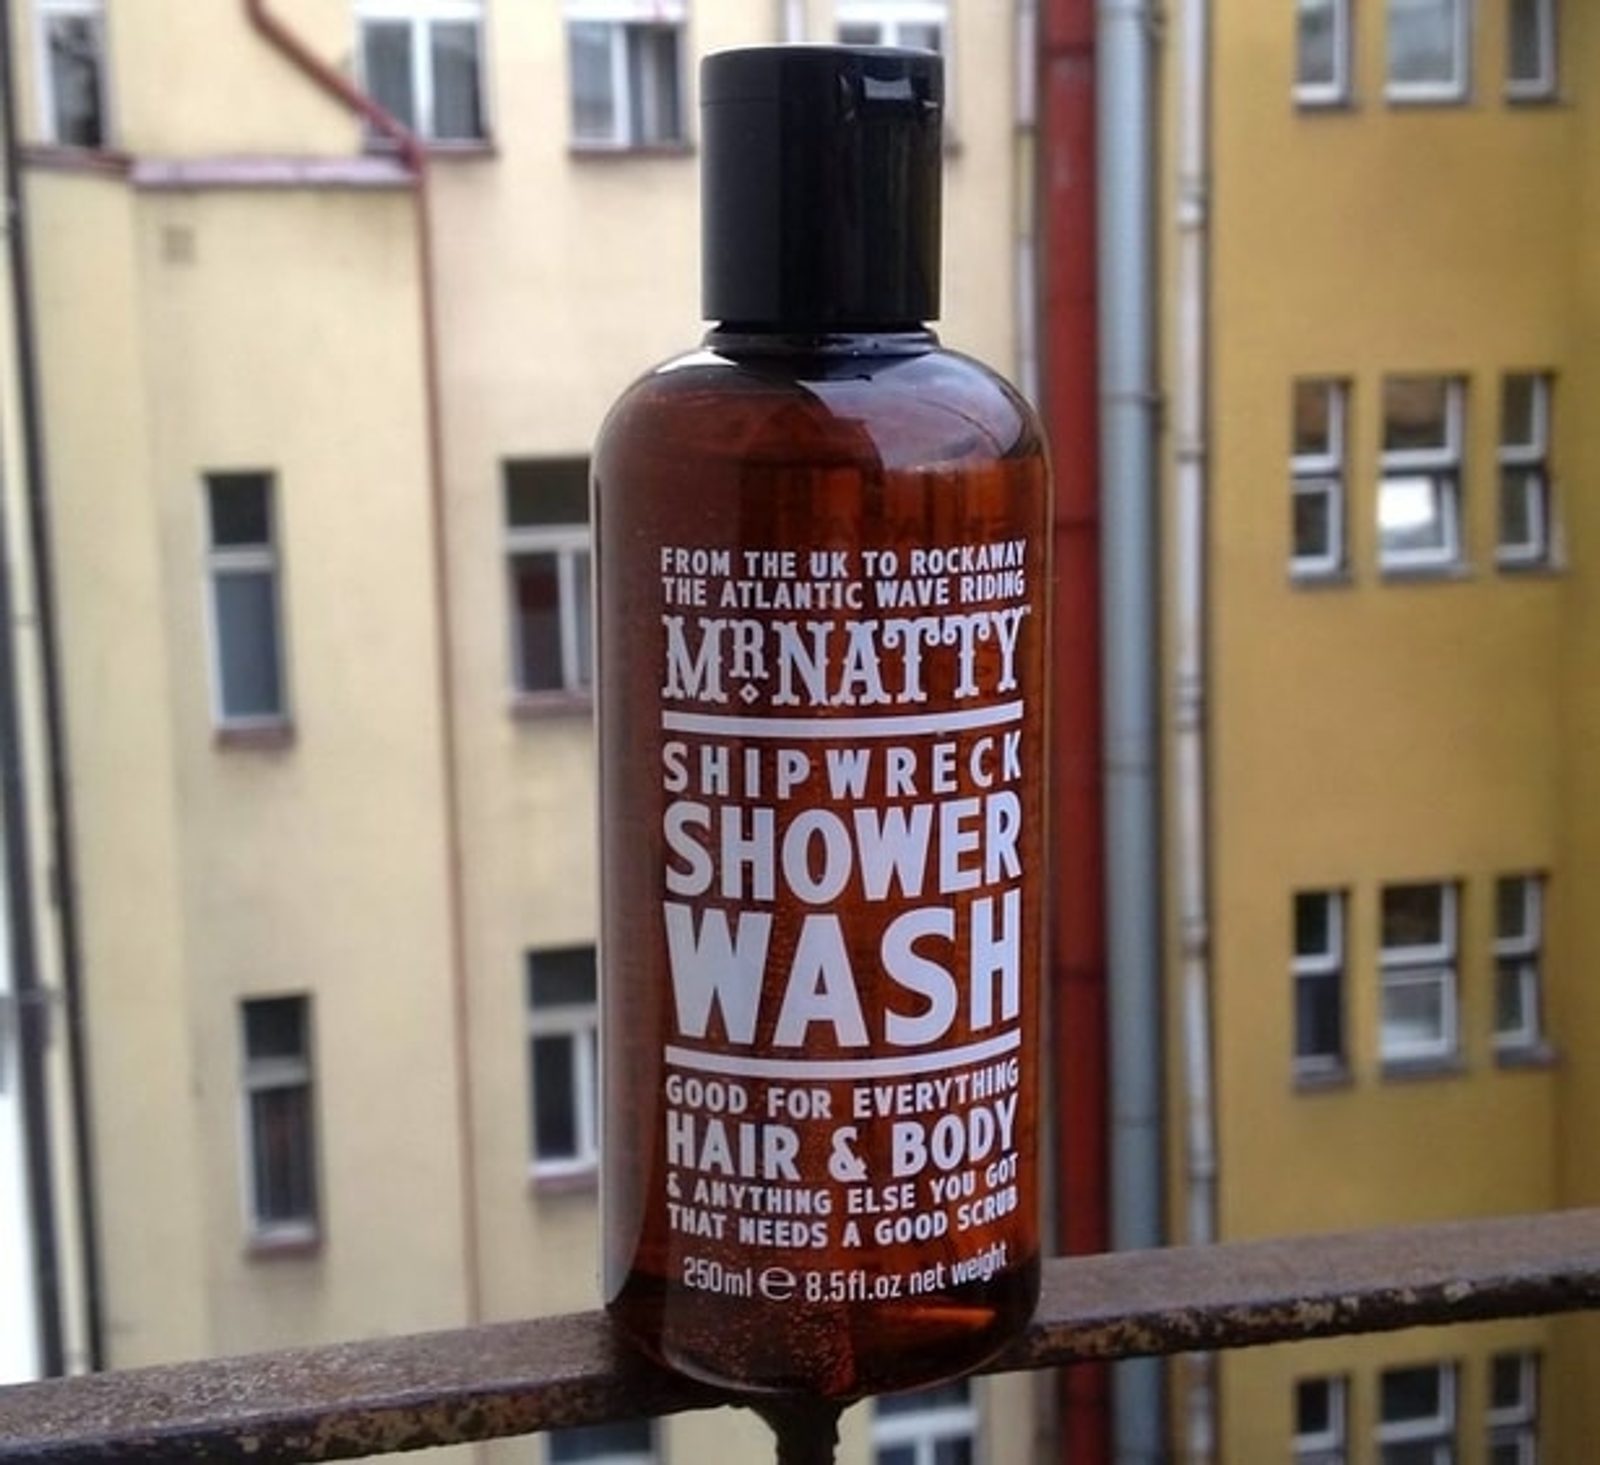 FROM THE UK TO ROCKAWAY
THE ATLANTIC WAVE RIDING
MR NATTY™
SHIPWRECK
SHOWER
WASH
GOOD FOR EVERYTHING
HAIR & BODY
& ANYTHING ELSE YOU GOT
THAT NEEDS A GOOD SCRUB
250ml ℮ 8.5fl.oz net weight